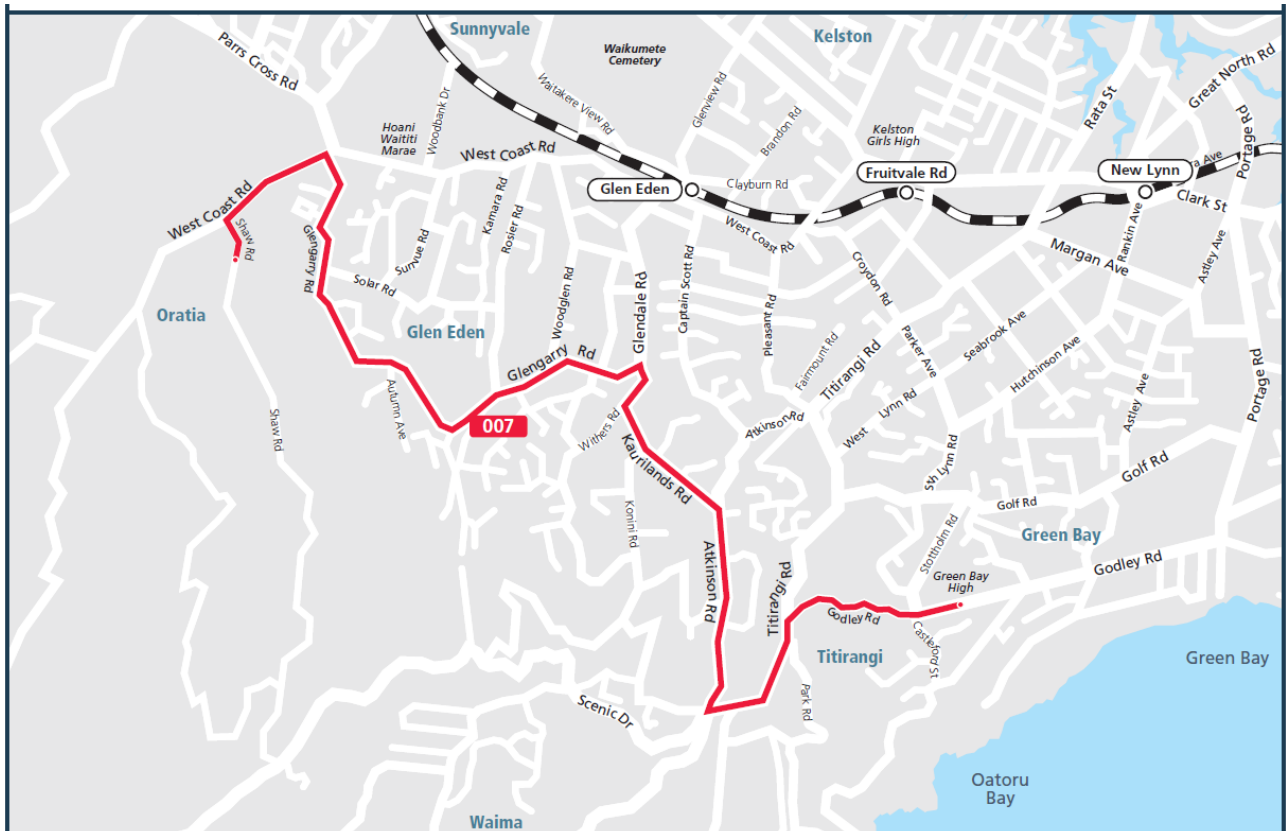 Sunnyvale
Waikumete
Cemetery
Kelston
Parrs Cross Rd
Great North Rd
Waitakere View Rd
Glenview Rd
Rata St
Portage Rd
Woodbank Dr
Hoani
Waititi
Marae
Brandon Rd
Kelston
Girls High
West Coast Rd
Fruitvale Rd
New Lynn
Glen Eden
Clayburn Rd
Clark St
West Coast Rd
Shaw Rd
Kamara Rd
Rosier Rd
West Coast Rd
Rankin Ave
Astley Ave
Margan Ave
Glengarry Rd
Sunvue Rd
Solar Rd
Captain Scott Rd
Croydon Rd
Oratia
Glen Eden
Woodglen Rd
Glendale Rd
Pleasant Rd
Fairmount Rd
Parker Ave
Seabrook Ave
Hutchinson Ave
Glengarry Rd
Titirangi Rd
Portage Rd
Autumn Ave
West Lynn Rd
Astley Ave
Shaw Rd
007
Withers Rd
Atkinson Rd
Kaurilands Rd
Lynn Rd
Golf Rd
Golf Rd
Konini Rd
Stottholm Rd
Green Bay
Atkinson Rd
Titirangi Rd
Green Bay
High
Godley Rd
Godley Rd
Castleford St
Titirangi
Green Bay
Park Rd
Scenic Dr
Oatoru
Bay
Waima